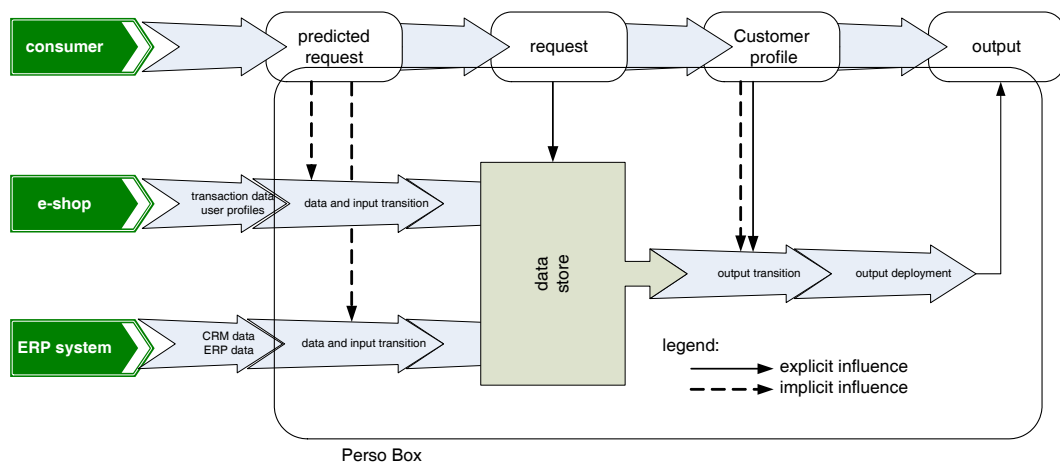 consumer
predicted
request
request
Customer
profile
output
e-shop
transaction data
user profiles
data and input transition
data
store
output transition
output deployment
ERP system
CRM data
ERP data
data and input transition
legend:
explicit influence
implicit influence
Perso Box